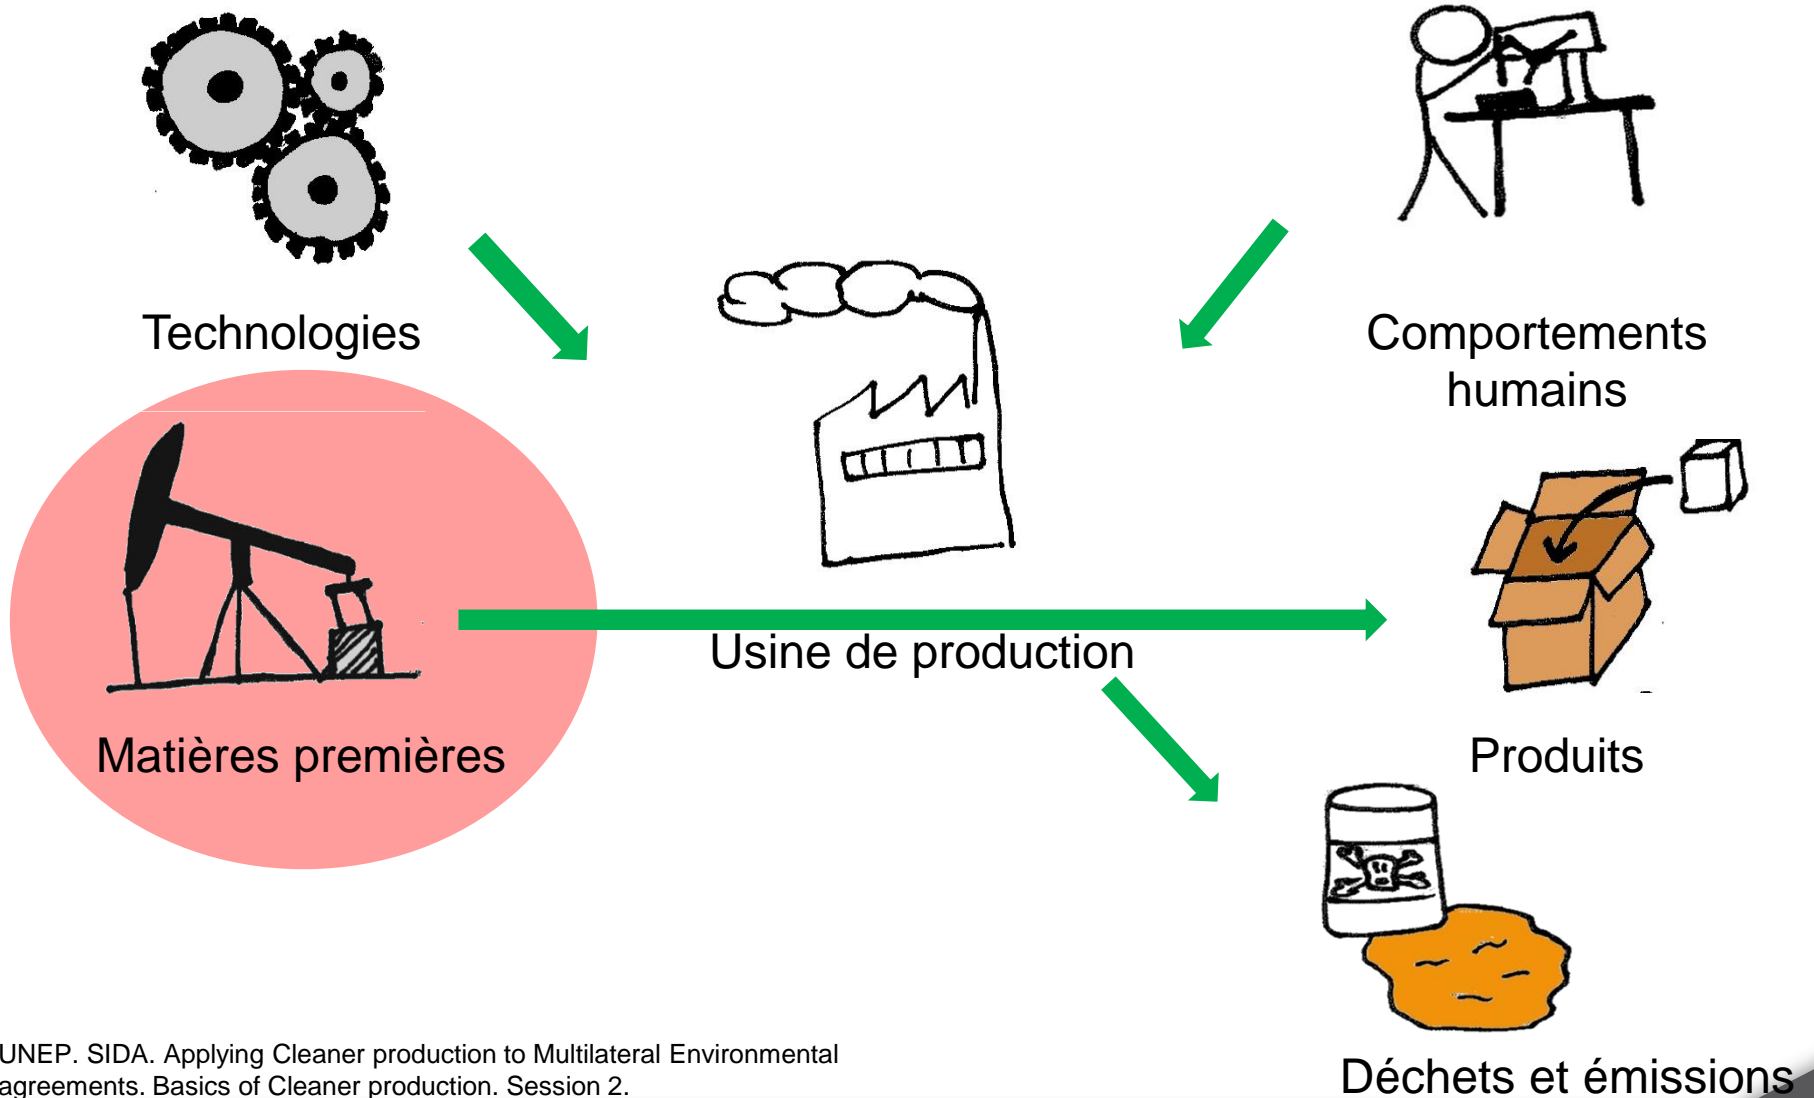 Technologies
Comportements
humains
Usine de production
Matières premières
Produits
Déchets et émissions
UNEP. SIDA. Applying Cleaner production to Multilateral Environmental
agreements. Basics of Cleaner production. Session 2.